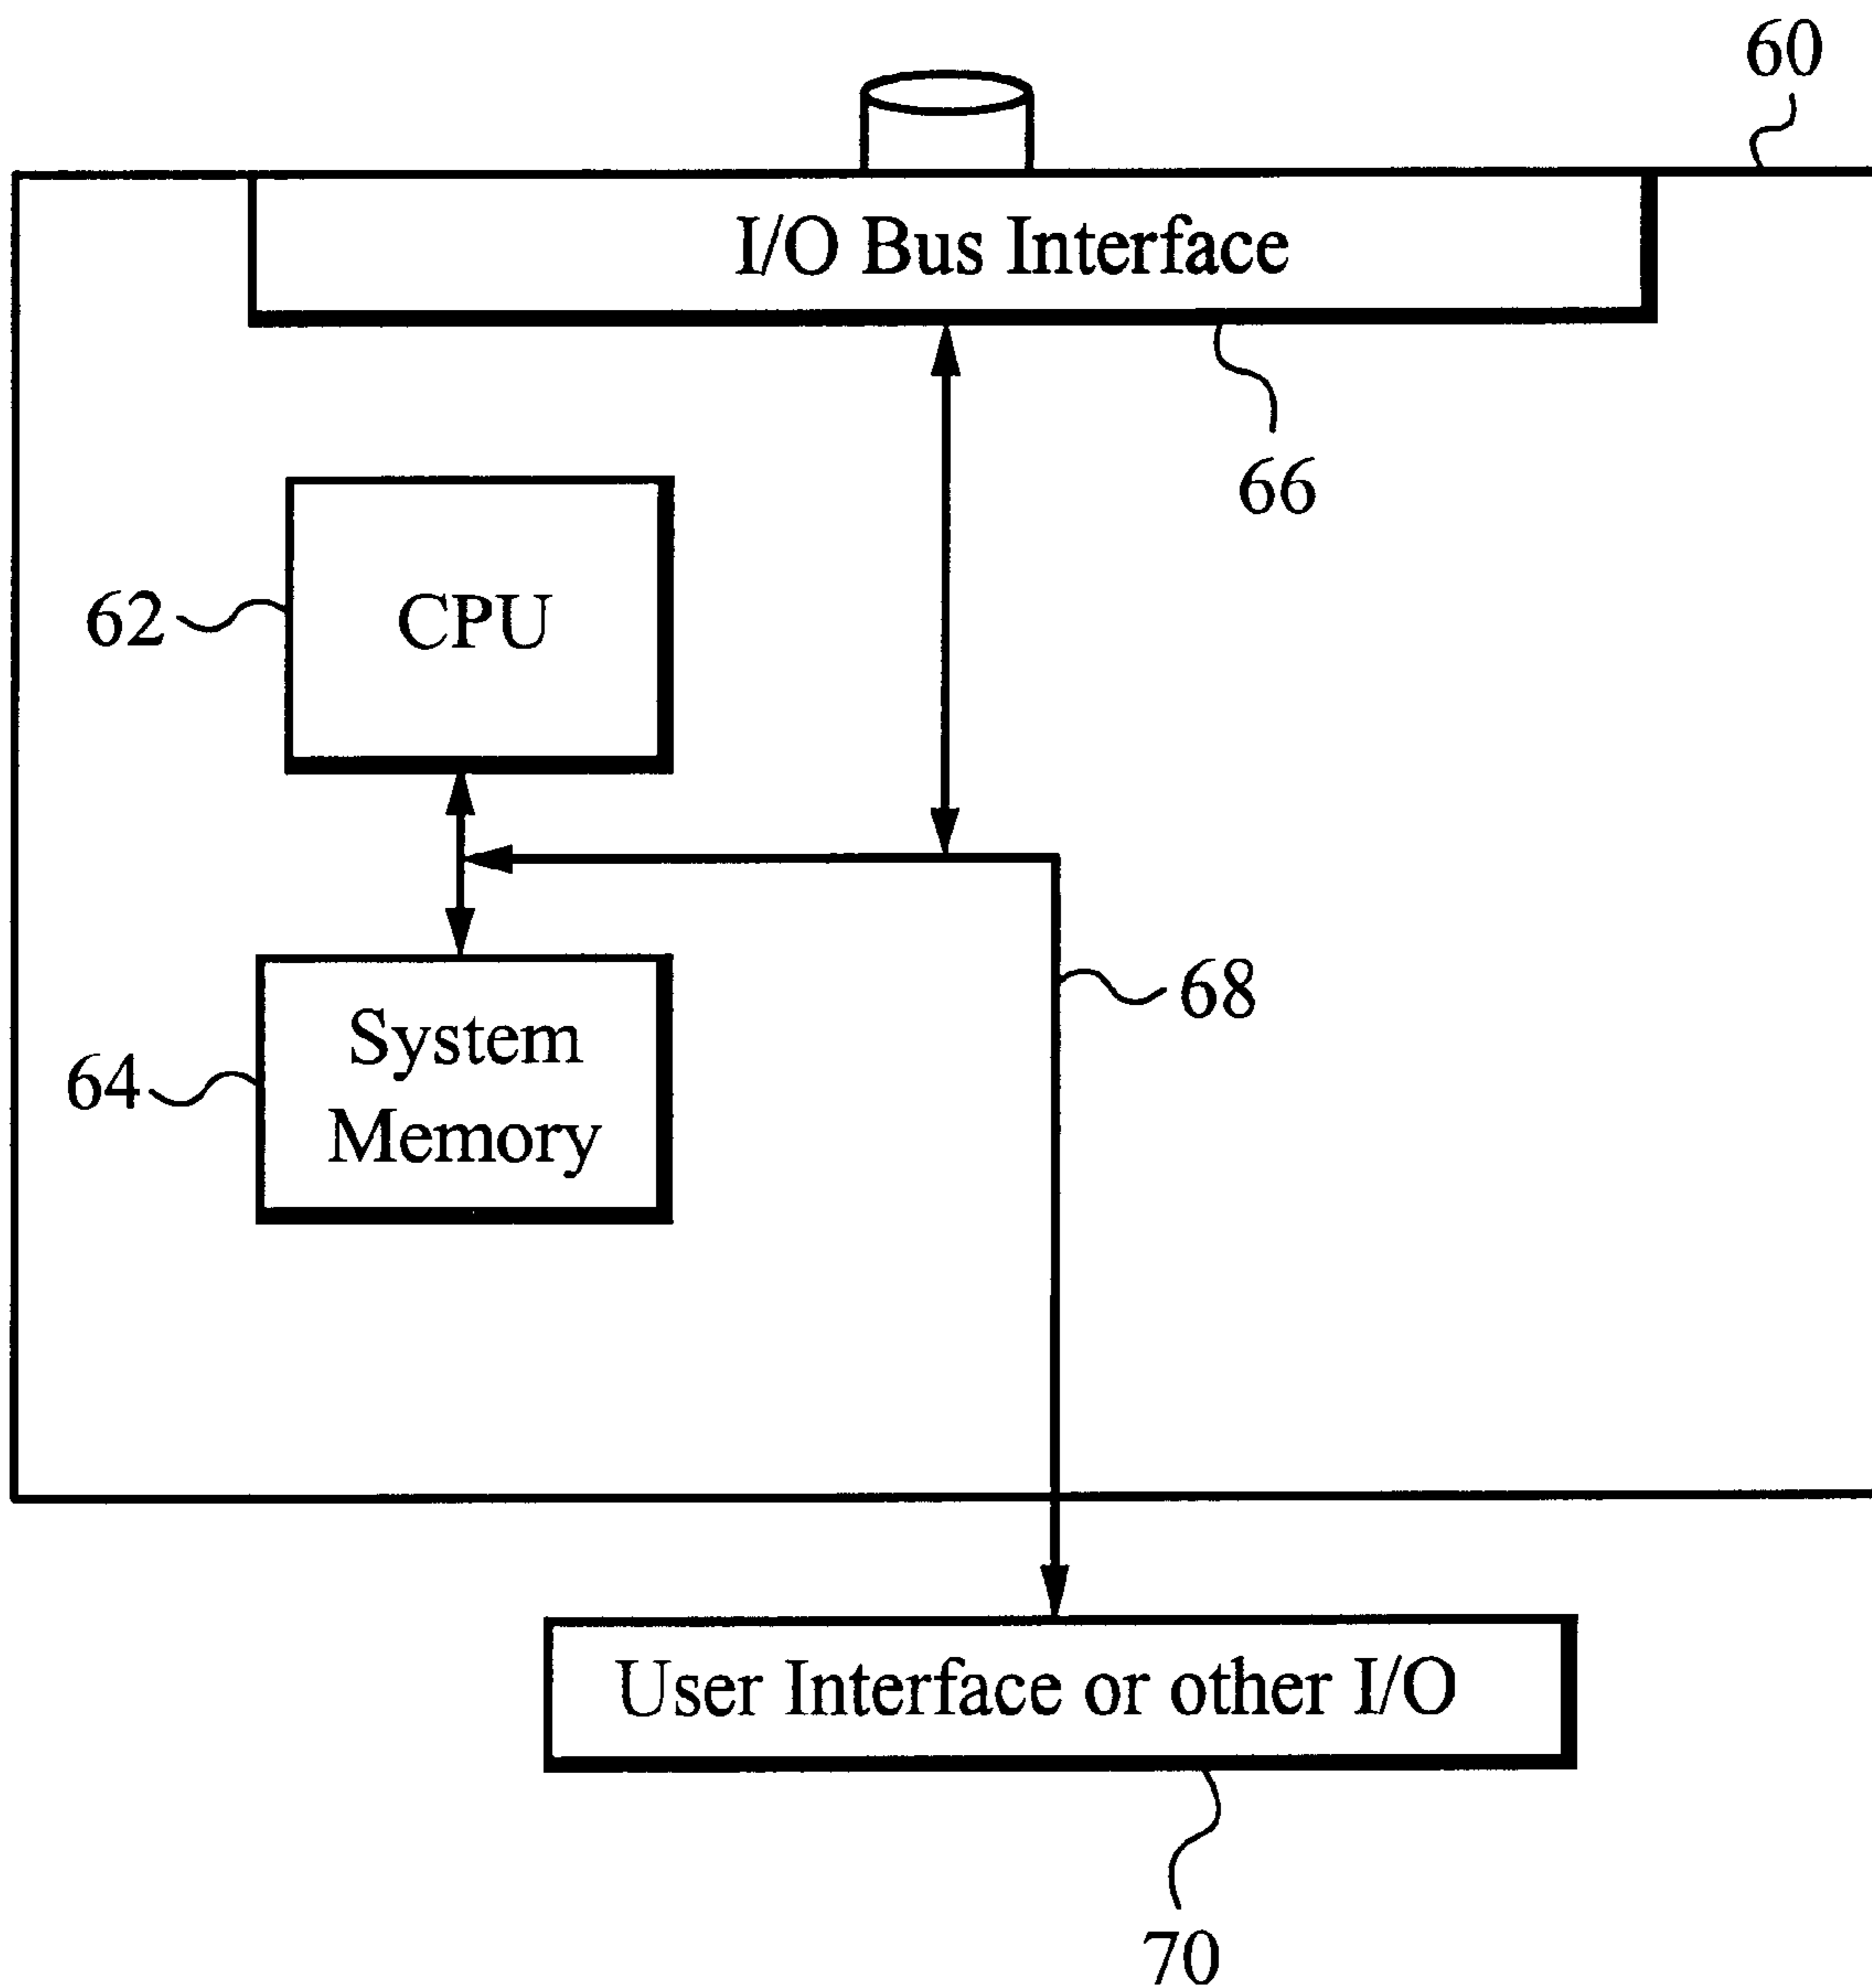 60
I/O Bus Interface
66
62
CPU
68
64
System
Memory
User Interface or other I/O
70